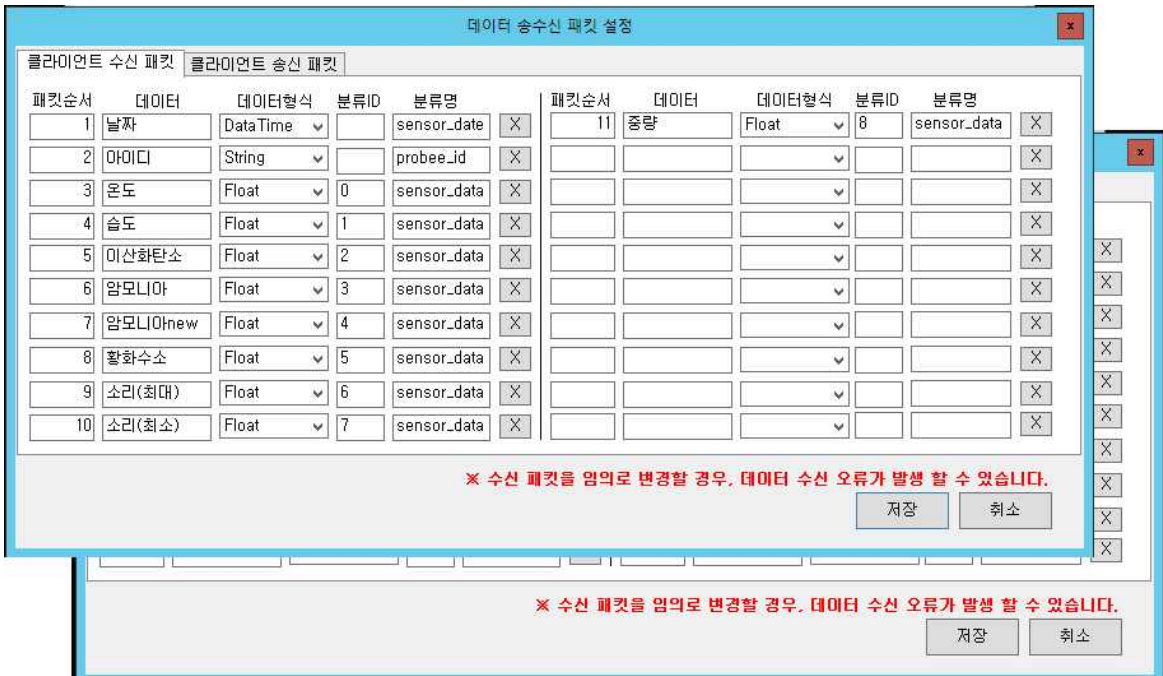 데이터 송수신 패킷 설정
x
클라이언트 수신 패킷 클라이언트 송신 패킷
패킷순서 데이터 데이터형식 분류ID 분류명 패킷순서 데이터 데이터형식 분류ID 분류명
1 날짜 DataTime sensor_date X 11 중량 Float 8 sensor_data X
2 아이디 String probee_id X X
x
3 온도 Float 0 sensor_data X X
4 습도 Float 1 sensor_data X X
5 이산화탄소 Float 2 sensor_data X X X
6 암모니아 Float 3 sensor_data X X X
7 암모니아new Float 4 sensor_data X X X
8 황화수소 Float 5 sensor_data X X X
9 소리(최대) Float 6 sensor_data X X X
10 소리(최소) Float 7 sensor_data X X X
X
※ 수신 패킷을 임의로 변경할 경우, 데이터 수신 오류가 발생 할 수 있습니다.
X
저장 취소
X
X
※ 수신 패킷을 임의로 변경할 경우, 데이터 수신 오류가 발생 할 수 있습니다.
저장 취소